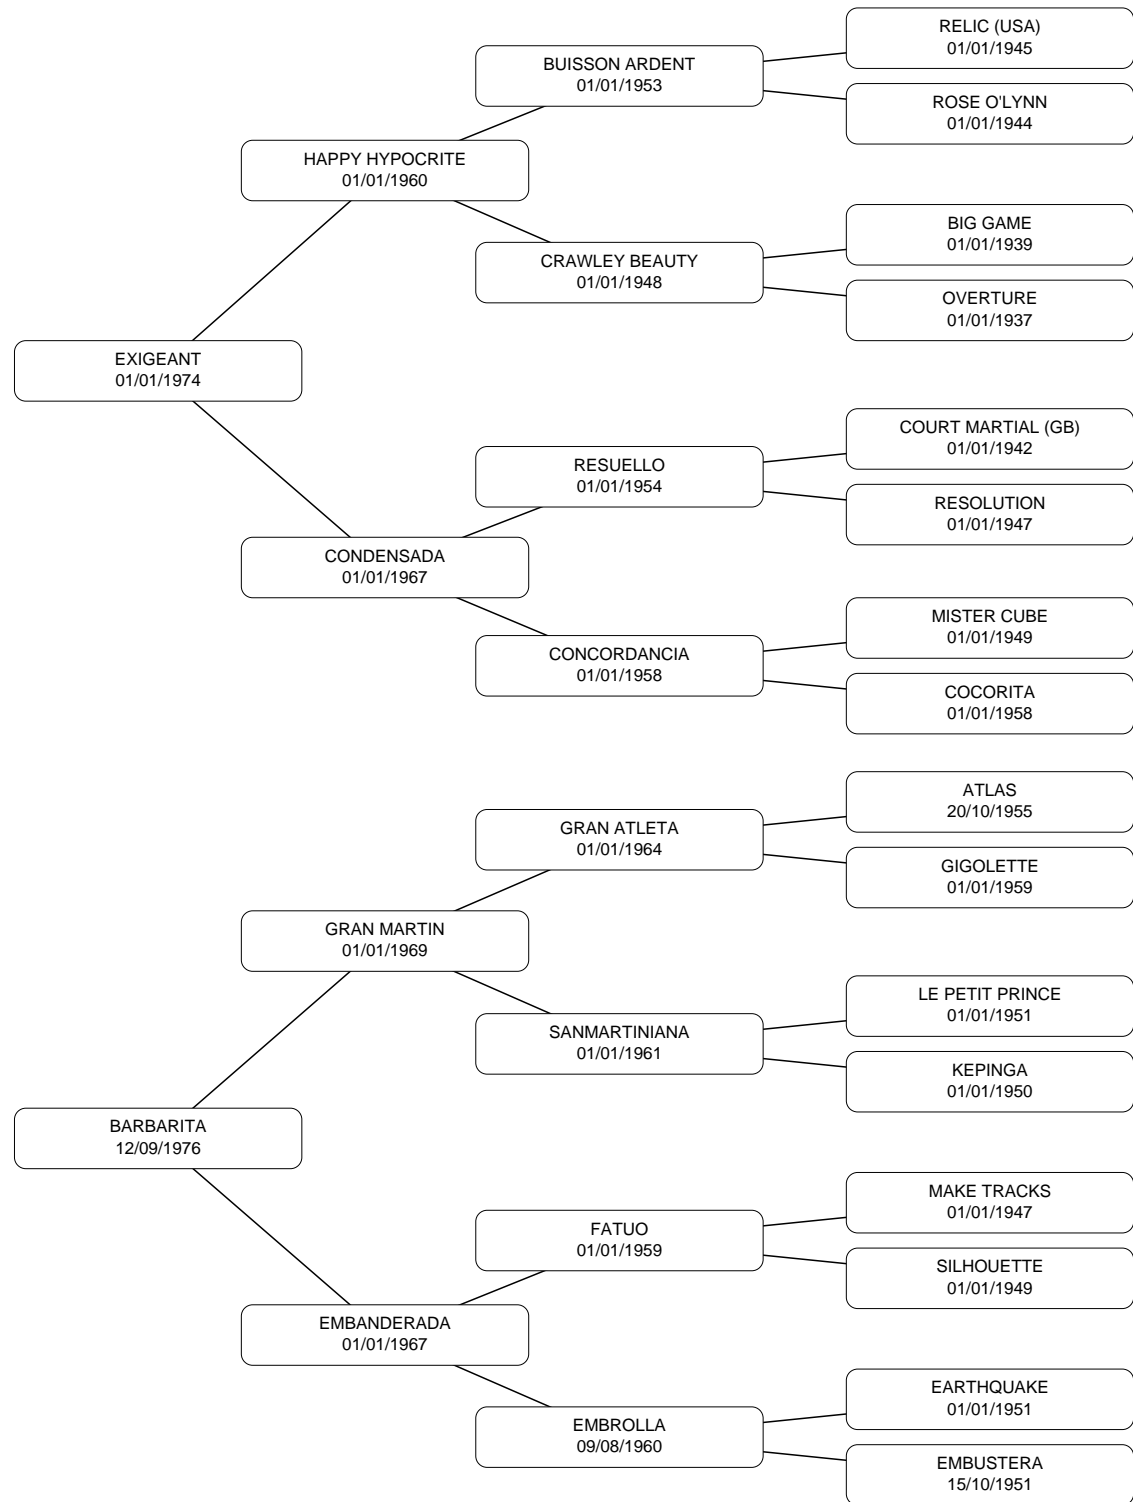 RELIC (USA)
01/01/1945
BUISSON ARDENT
01/01/1953
ROSE O'LYNN
01/01/1944
HAPPY HYPOCRITE
01/01/1960
BIG GAME
01/01/1939
CRAWLEY BEAUTY
01/01/1948
OVERTURE
01/01/1937
EXIGEANT
01/01/1974
COURT MARTIAL (GB)
01/01/1942
RESUELLO
01/01/1954
RESOLUTION
01/01/1947
CONDENSADA
01/01/1967
MISTER CUBE
01/01/1949
CONCORDANCIA
01/01/1958
COCORITA
01/01/1958
ATLAS
20/10/1955
GRAN ATLETA
01/01/1964
GIGOLETTE
01/01/1959
GRAN MARTIN
01/01/1969
LE PETIT PRINCE
01/01/1951
SANMARTINIANA
01/01/1961
KEPINGA
01/01/1950
BARBARITA
12/09/1976
MAKE TRACKS
01/01/1947
FATUO
01/01/1959
SILHOUETTE
01/01/1949
EMBANDERADA
01/01/1967
EARTHQUAKE
01/01/1951
EMBROLLA
09/08/1960
EMBUSTERA
15/10/1951